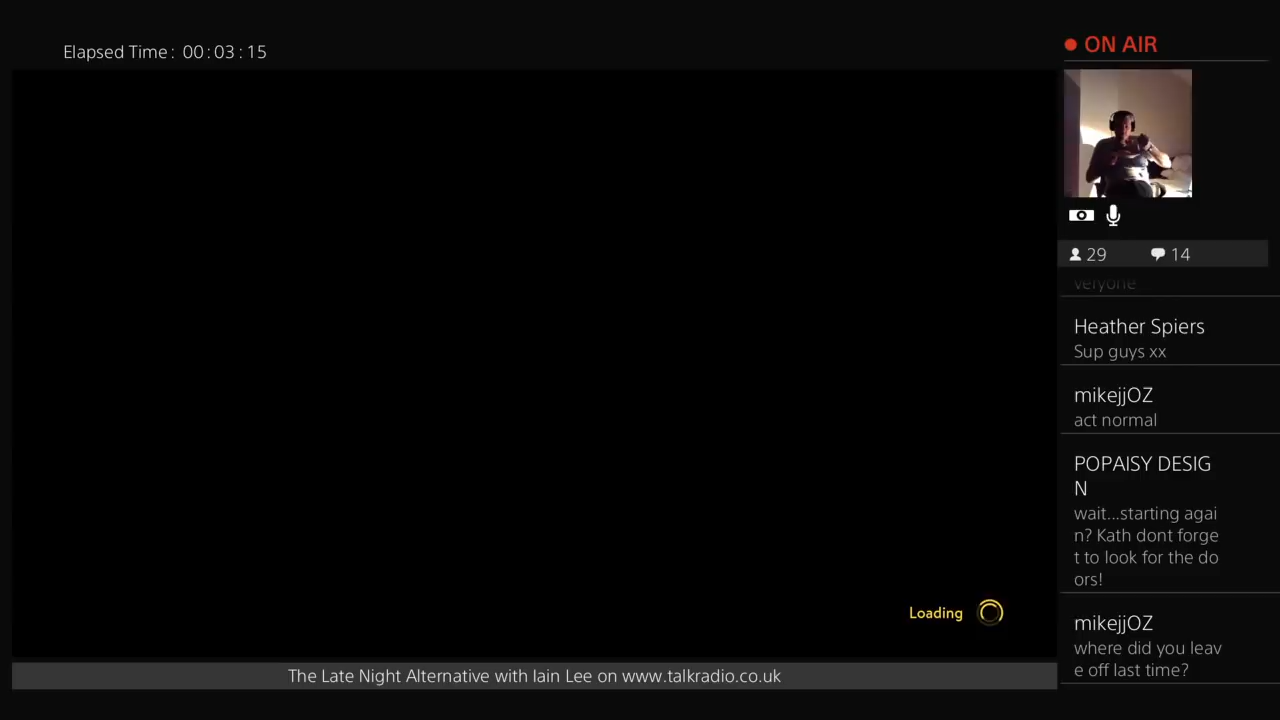 Elapsed Time: 00:03:15
ON AIR
29 14
veryone
Heather Spiers
Sup guys xx
mikejjOZ
act normal
POPAISY DESIG
N
wait...starting agai
n? Kath dont forge
t to look for the do
ors!
Loading
mikejjOZ
where did you leav
e off last time?
The Late Night Alternative with Iain Lee on www.talkradio.co.uk